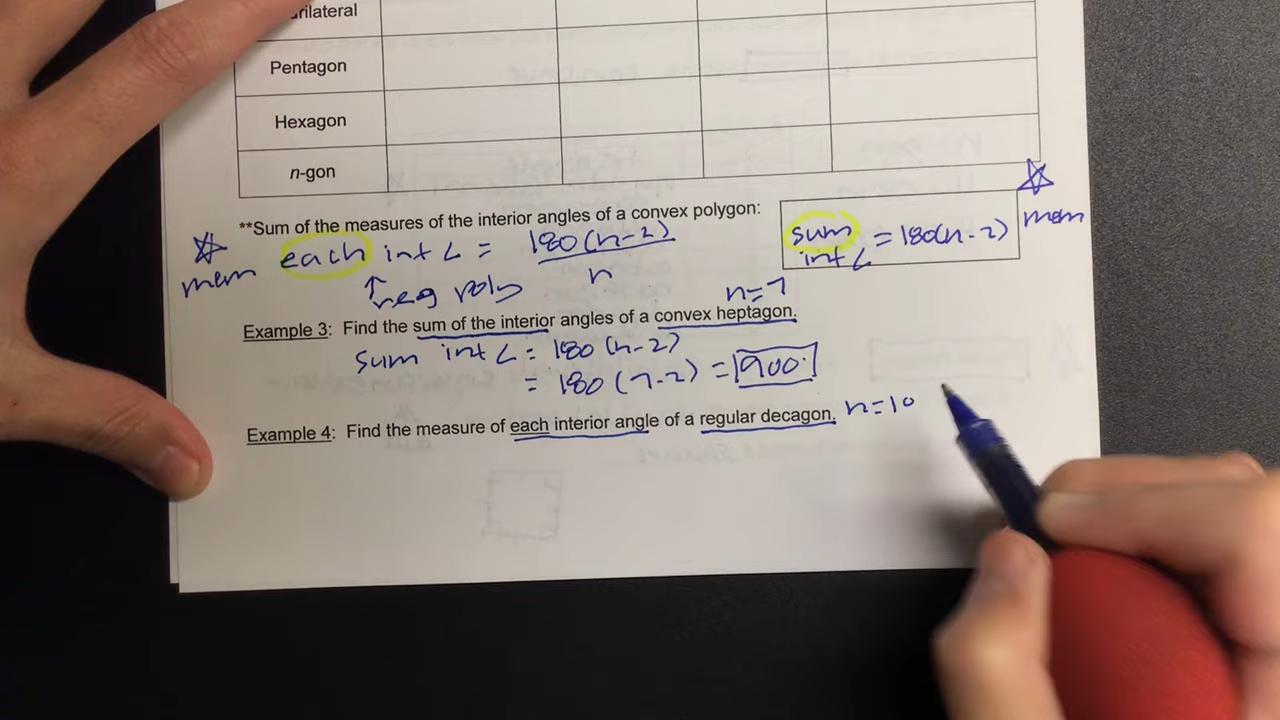 rilateral
Pentagon
Hexagon
n-gon
**Sum of the measures of the interior angles of a convex polygon:
sum int ∠ = 180(n-2)
mem
mem
each int ∠ = 180(n-2) / n
↑ reg poly
n=7
Example 3: Find the sum of the interior angles of a convex heptagon.
sum int ∠ = 180(n-2)
= 180(7-2) = 900°
Example 4: Find the measure of each interior angle of a regular decagon. n=10